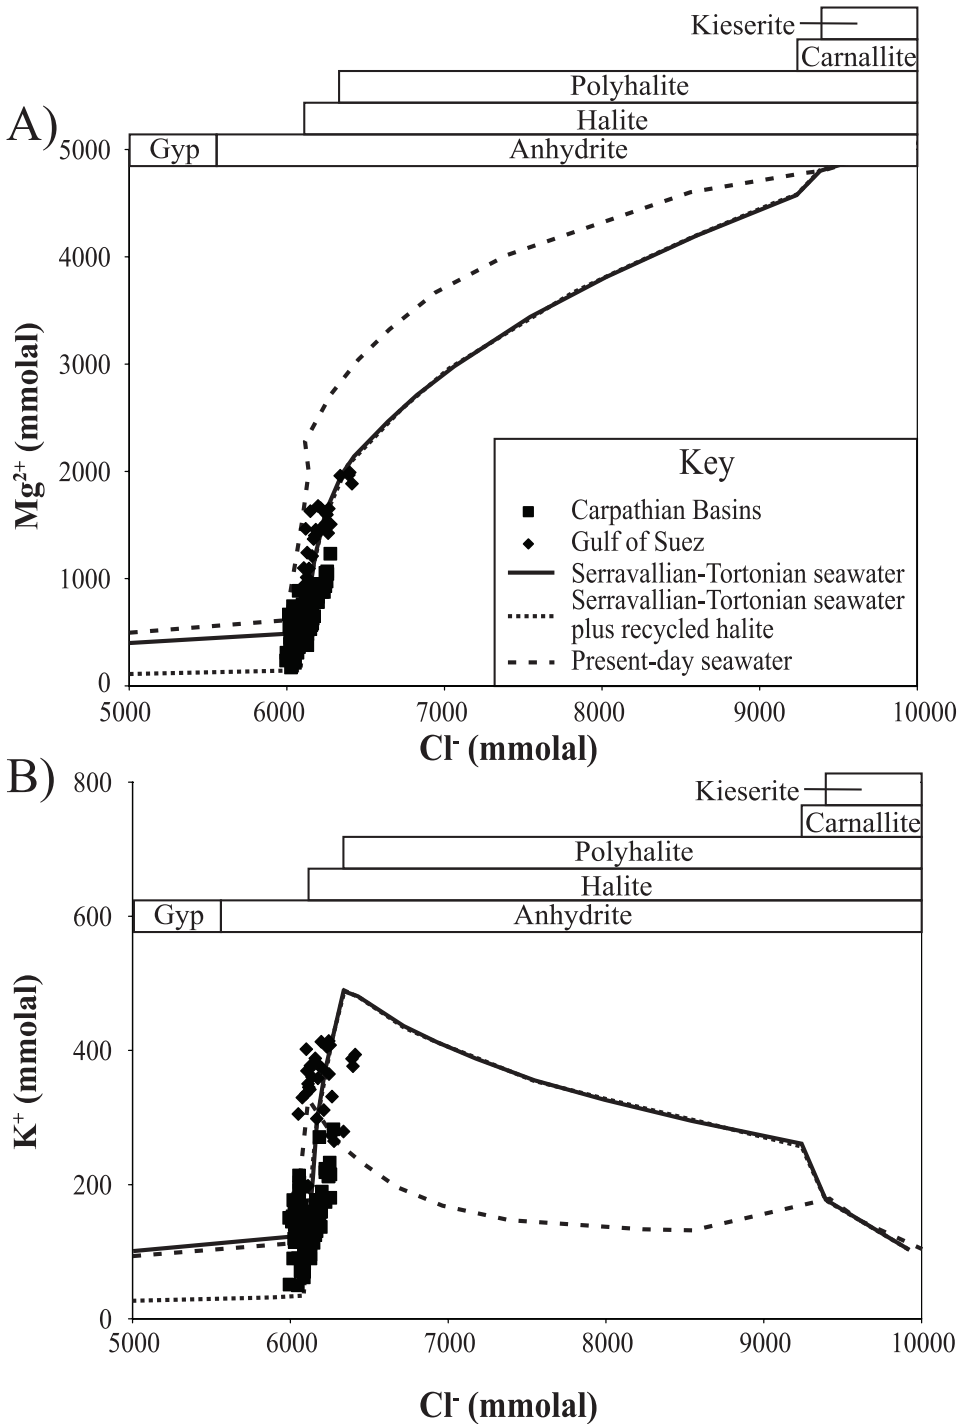 Kieserite
Carnallite
Polyhalite
A)
Halite
5000
Gyp
Anhydrite
4000
3000
2000
1000
0
Mg2+ (mmolal)
Key
Carpathian Basins
Gulf of Suez
Serravallian-Tortonian seawater
Serravallian-Tortonian seawater
plus recycled halite
Present-day seawater
5000 6000 7000 8000 9000 10000
Cl- (mmolal)
B)
800
Kieserite
Carnallite
Polyhalite
Halite
600
Gyp
Anhydrite
400
200
0
K+ (mmolal)
5000 6000 7000 8000 9000 10000
Cl- (mmolal)